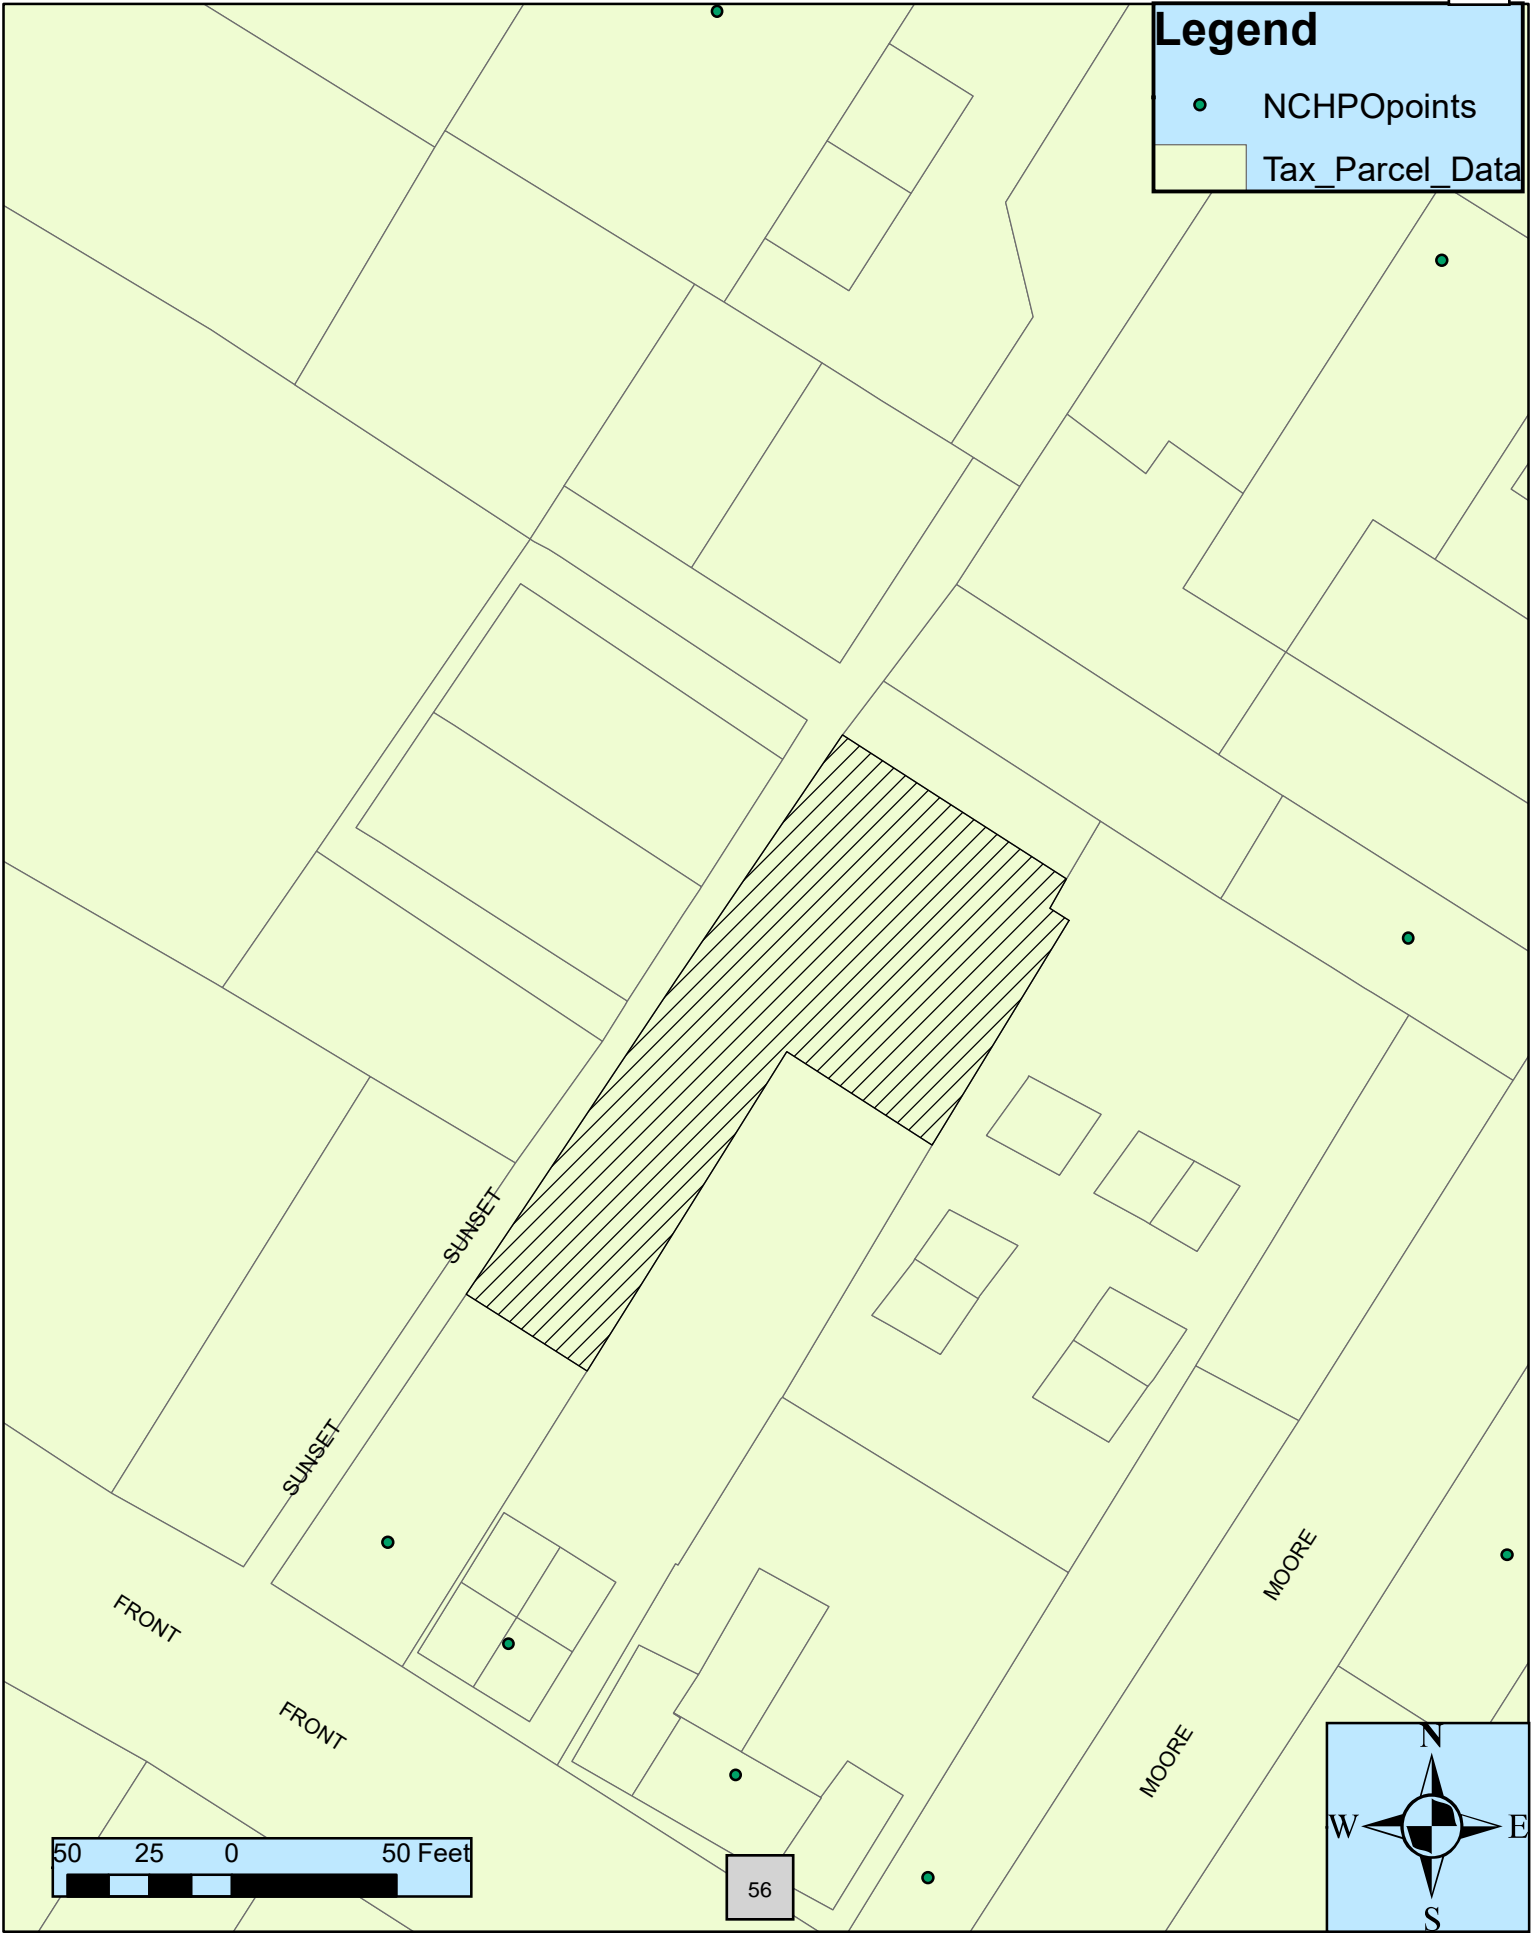 Legend
NCHPOpoints
Tax_Parcel_Data
SUNSET
SUNSET
MOORE
FRONT
FRONT
MOORE
N
W E
S
50 25 0 50 Feet
56